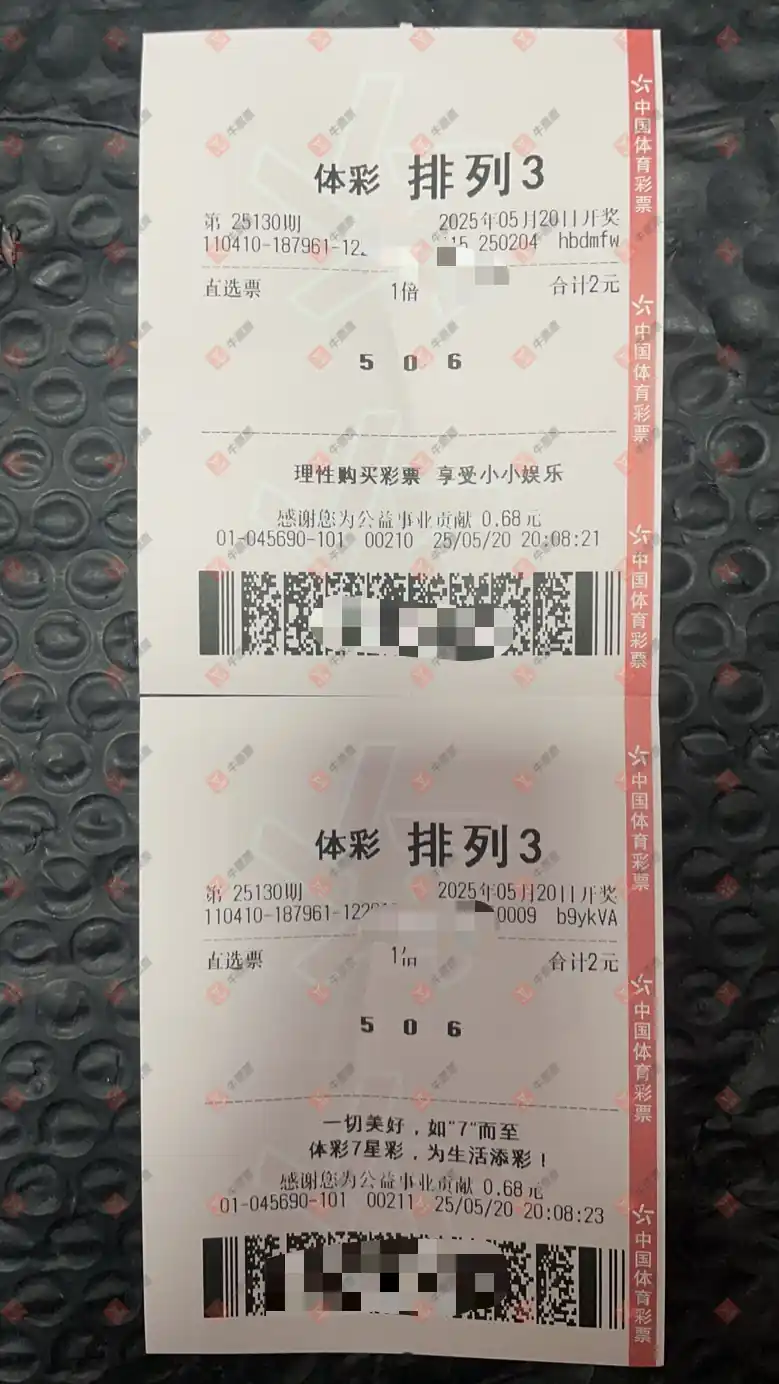 体彩 排列3
第 25130期 2025年05月20日开奖
110410-187961-122 15 250204 hbdmfw
直选票 1倍 合计2元
5 0 6
理性购买彩票 享受小小娱乐
感谢您为公益事业贡献 0.68元
01-045690-101 00210 25/05/20 20:08:21
中国体育彩票
中国体育彩票
中国体育彩票
体彩 排列3
第 25130期 2025年05月20日开奖
110410-187961-122 0009 b9ykVA
直选票 1倍 合计2元
5 0 6
一切美好，如"7"而至
体彩7星彩，为生活添彩！
感谢您为公益事业贡献 0.68元
01-045690-101 00211 25/05/20 20:08:23
中国体育彩票
中国体育彩票
中国体育彩票